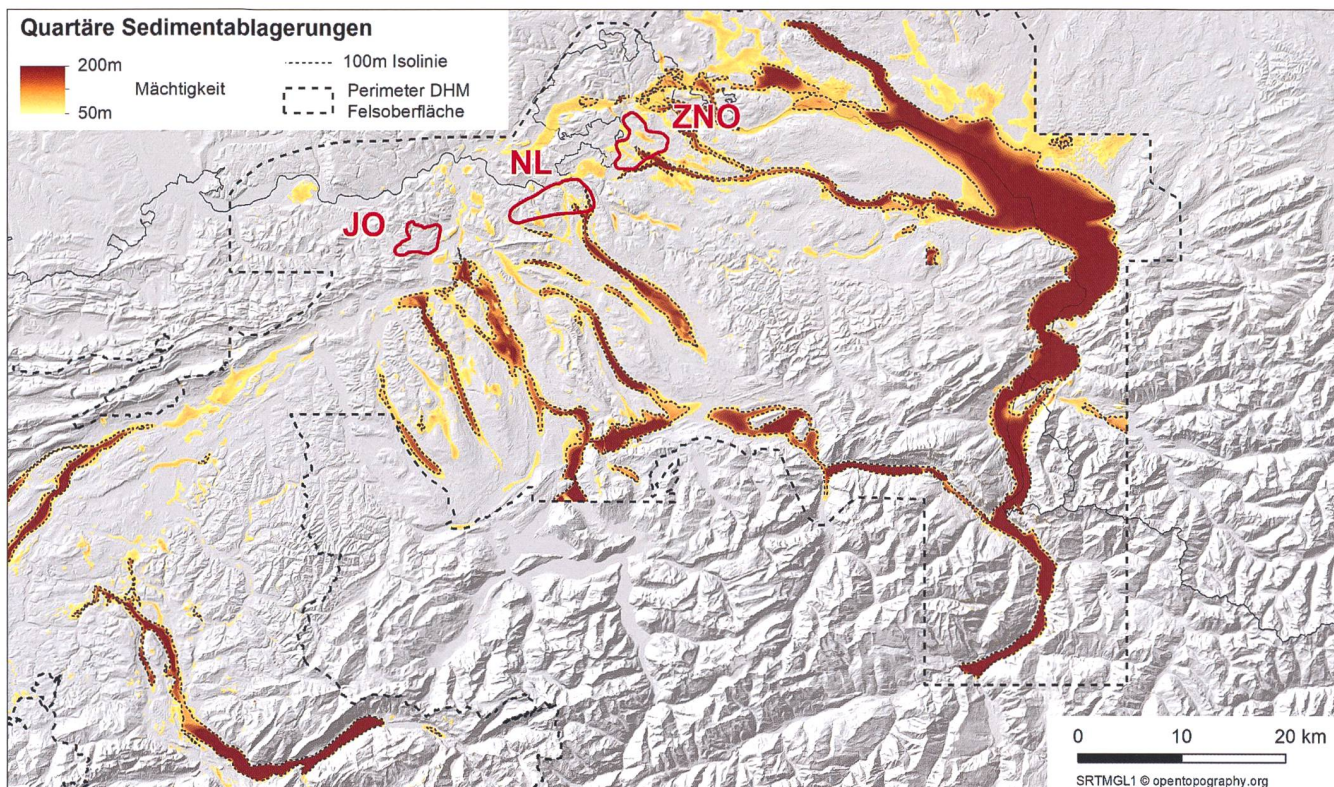 Quartäre Sedimentablagerungen
200m
Mächtigkeit
50m
100m Isolinie
Perimeter DHM
Felsoberfläche
ZNO
NL
JO
0 10 20 km
SRTMGL1 © opentopography.org